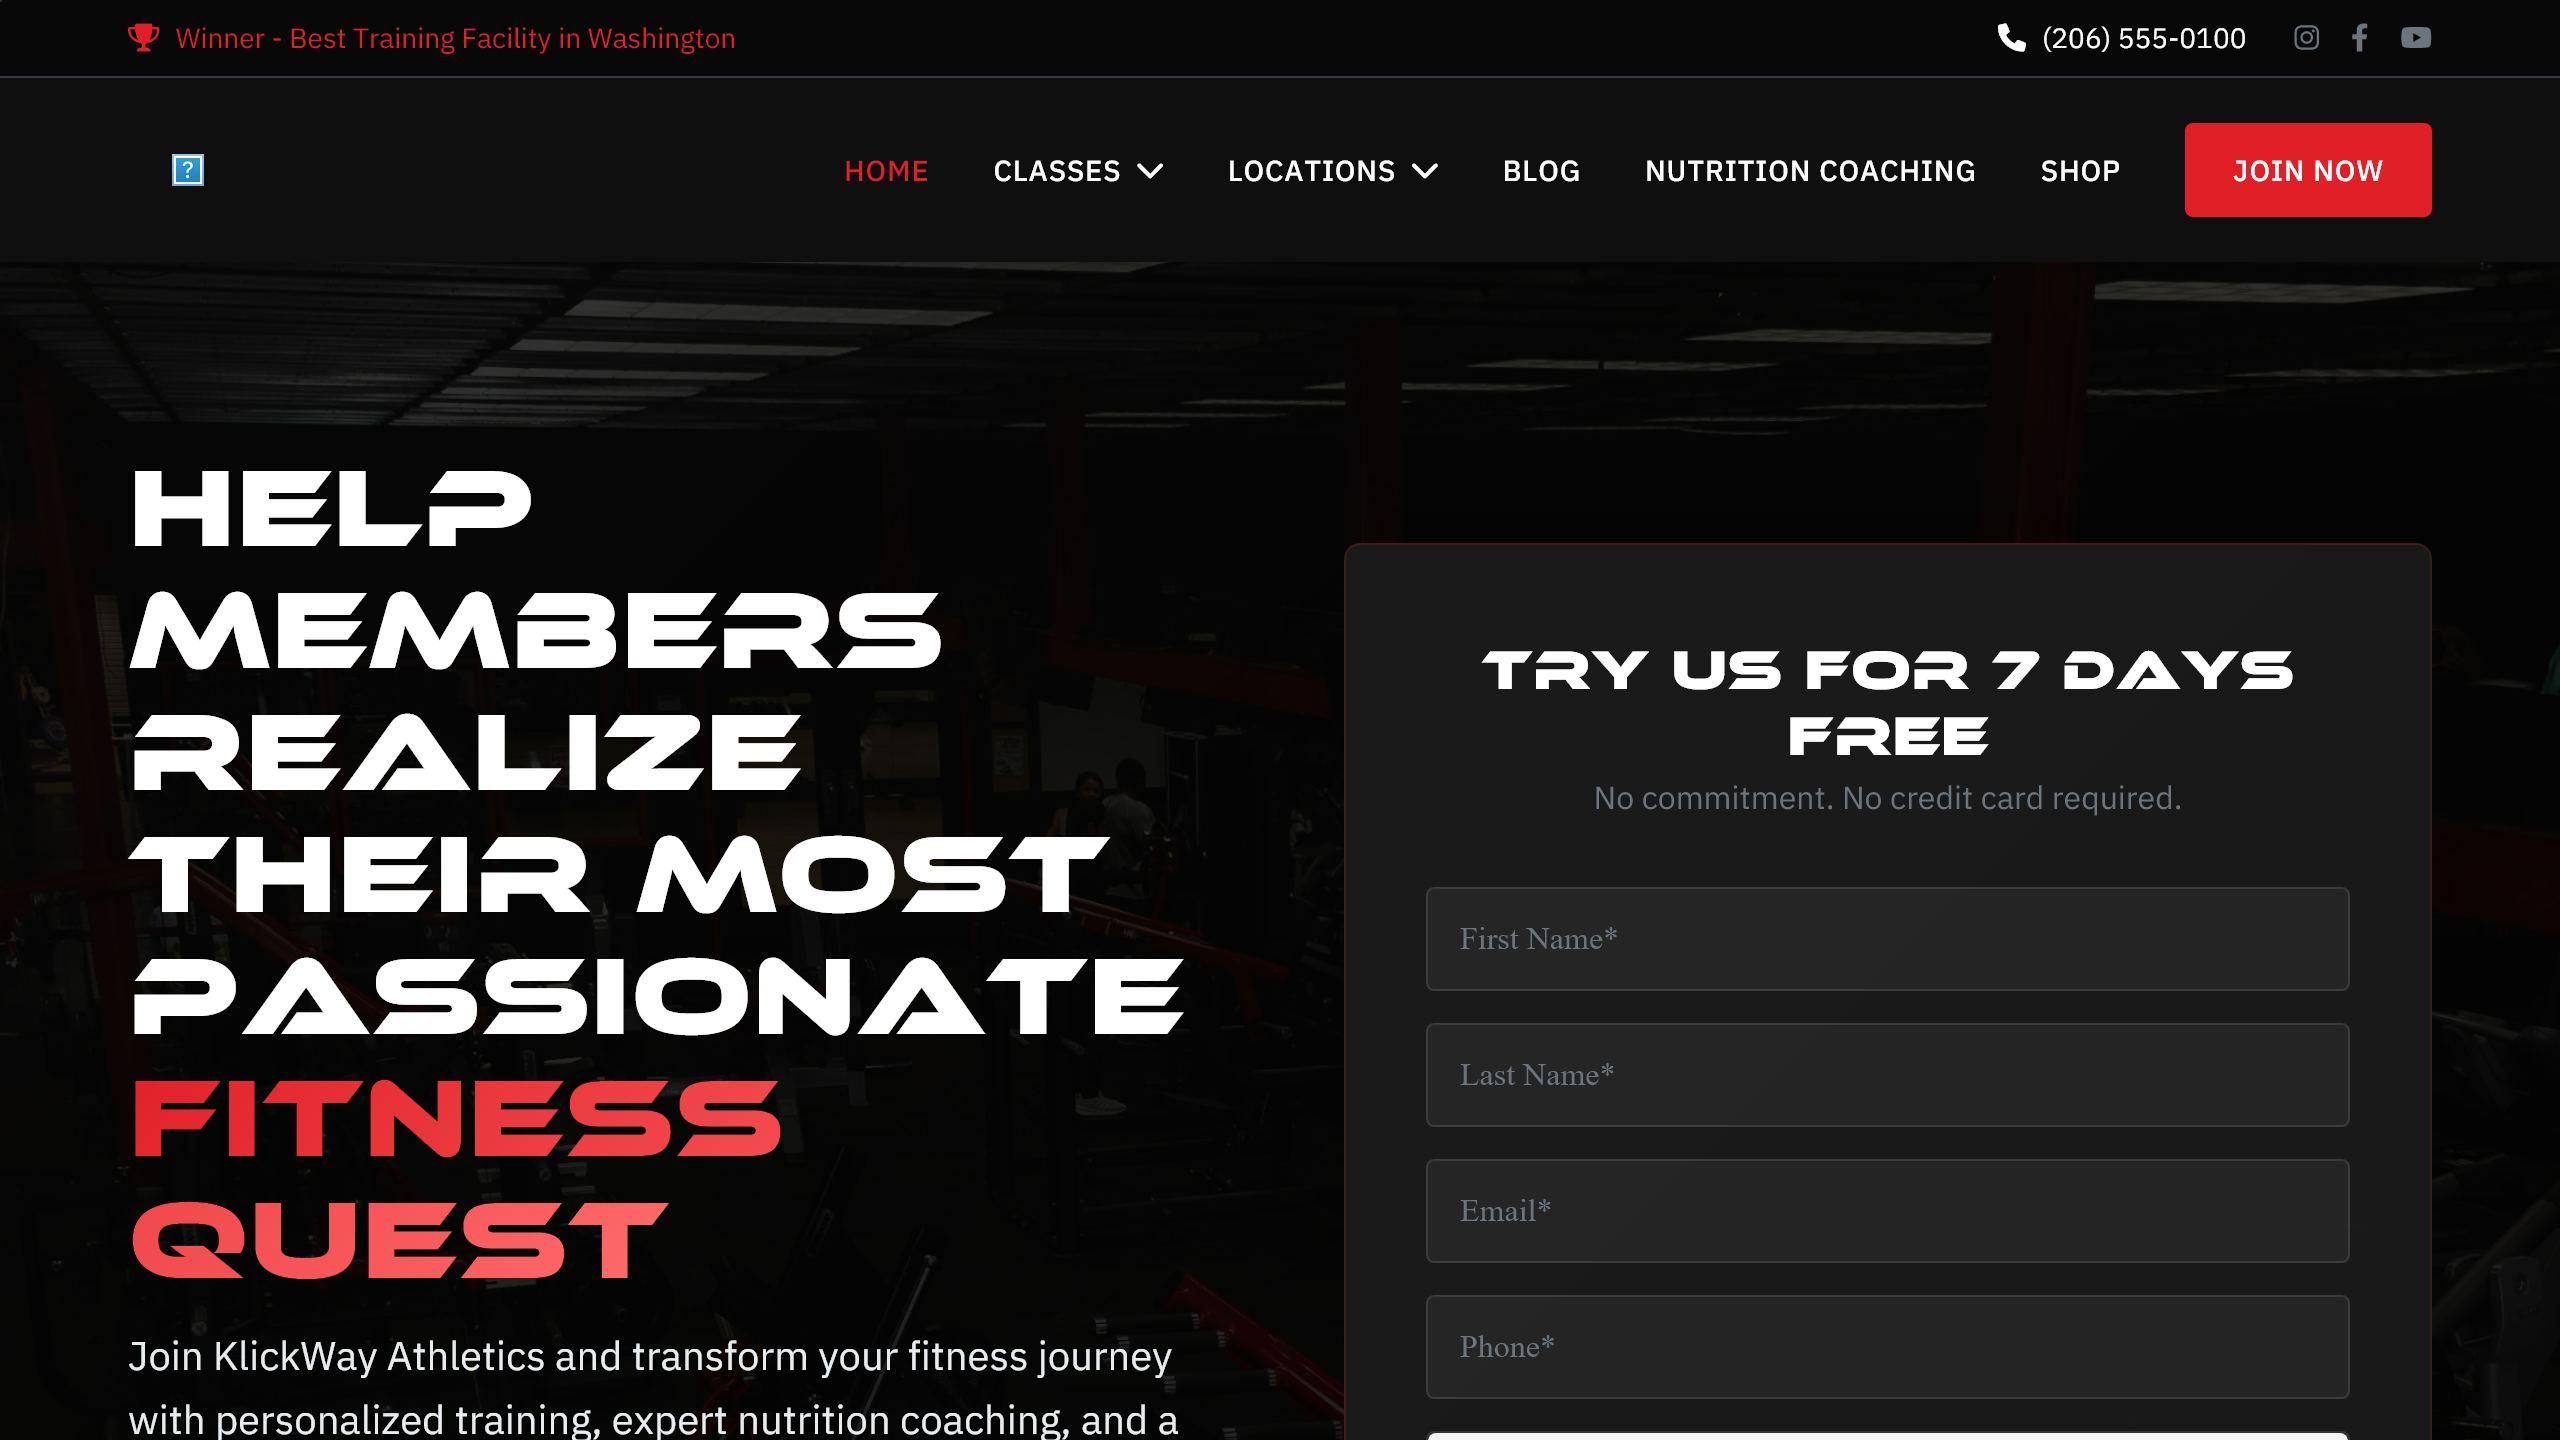 Winner - Best Training Facility in Washington
(206) 555-0100
?
HOME
CLASSES
LOCATIONS
BLOG
NUTRITION COACHING
SHOP
JOIN NOW
HELP
MEMBERS
REALIZE
THEIR MOST
PASSIONATE
FITNESS
QUEST
Join KlickWay Athletics and transform your fitness journey
with personalized training, expert nutrition coaching, and a
TRY US FOR 7 DAYS
FREE
No commitment. No credit card required.
First Name*
Last Name*
Email*
Phone*